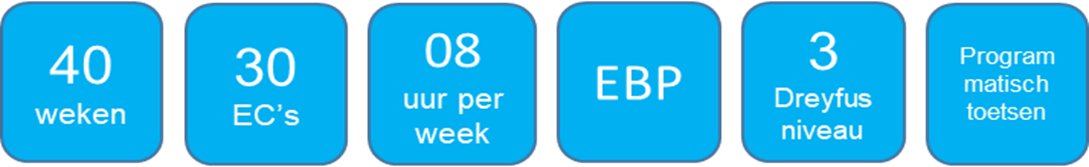 40
weken
30
EC's
08
uur per
week
EBP
3
Dreyfus
niveau
Program
matisch
toetsen